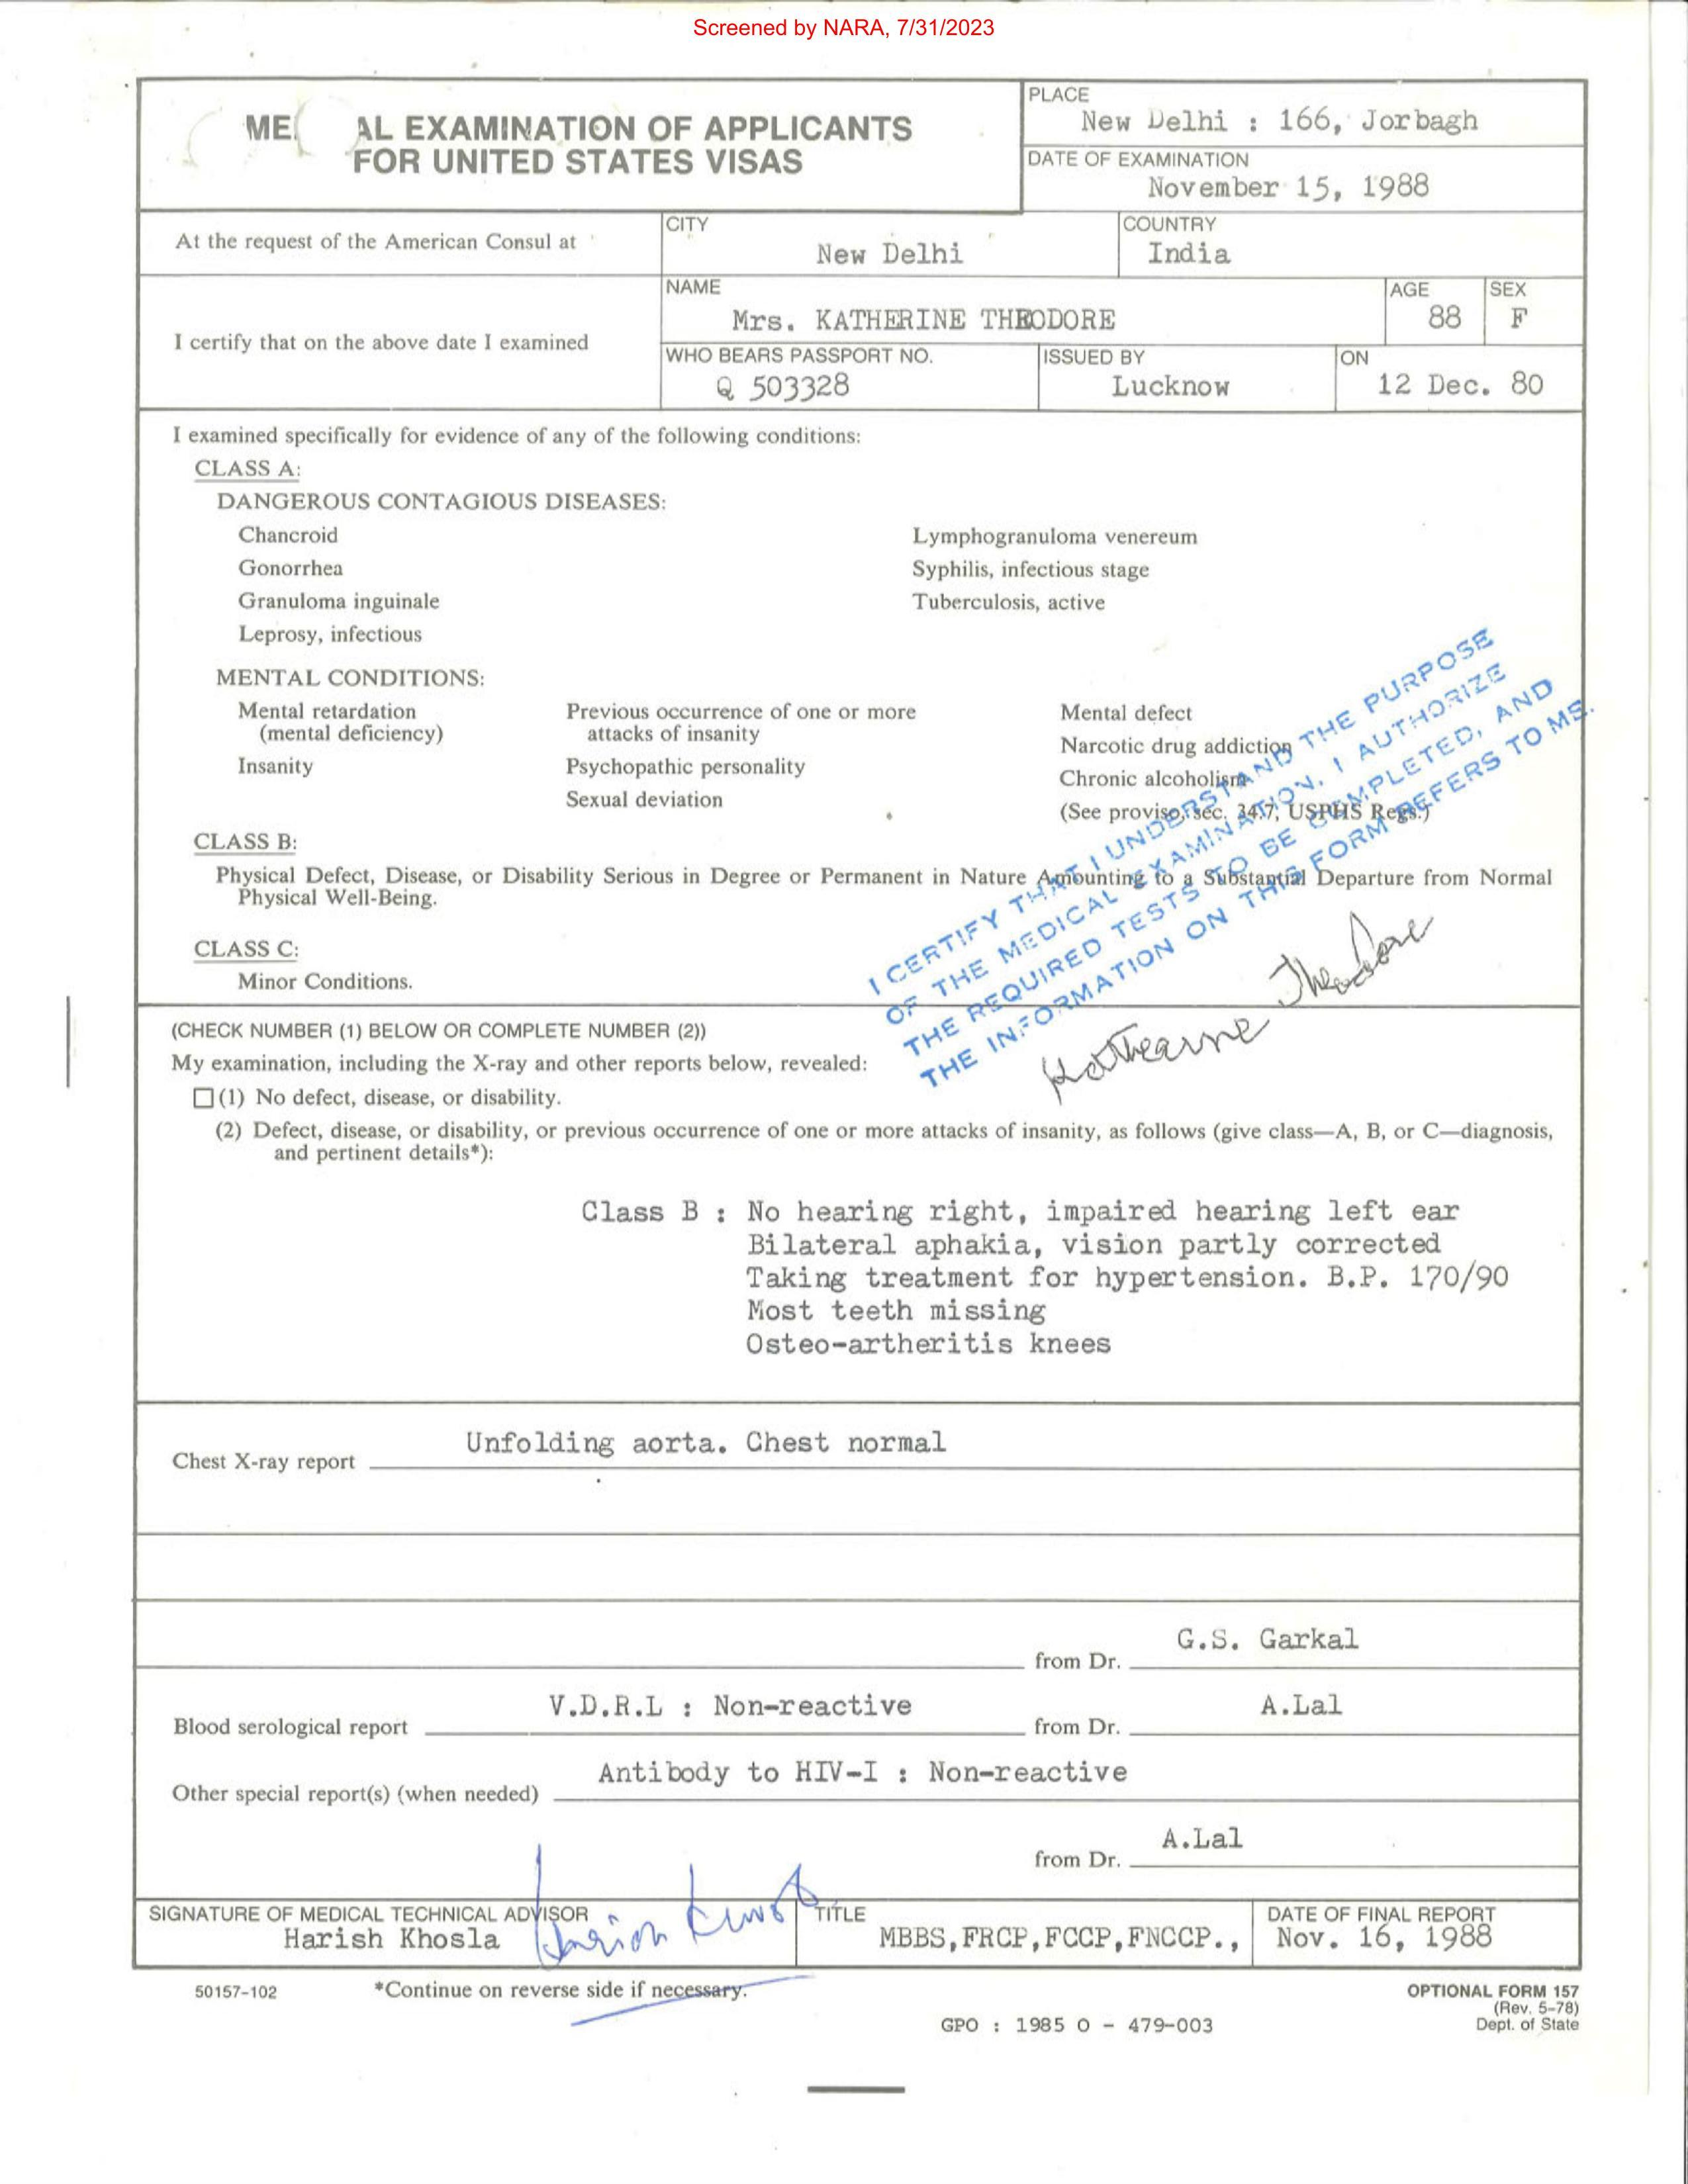 Screened by NARA, 7/31/2023
ME AL EXAMINATION OF APPLICANTS
FOR UNITED STATES VISAS
PLACE
New Delhi : 166, Jorbagh
DATE OF EXAMINATION
November 15, 1988
At the request of the American Consul at
CITY
New Delhi
COUNTRY
India
I certify that on the above date I examined
NAME
Mrs. KATHERINE THEODORE
AGE
88
SEX
F
WHO BEARS PASSPORT NO.
Q 503328
ISSUED BY
Lucknow
ON
12 Dec. 80
I examined specifically for evidence of any of the following conditions:
CLASS A:
DANGEROUS CONTAGIOUS DISEASES:
Chancroid
Gonorrhea
Granuloma inguinale
Leprosy, infectious
Lymphogranuloma venereum
Syphilis, infectious stage
Tuberculosis, active
MENTAL CONDITIONS:
Mental retardation
(mental deficiency)
Insanity
Previous occurrence of one or more
attacks of insanity
Psychopathic personality
Sexual deviation
Mental defect
Narcotic drug addiction
Chronic alcoholism
(See proviso, sec. 34.7, USPHS Regs.)
CLASS B:
Physical Defect, Disease, or Disability Serious in Degree or Permanent in Nature Amounting to a Substantial Departure from Normal
Physical Well-Being.
CLASS C:
Minor Conditions.
I CERTIFY THAT I UNDERSTAND THE PURPOSE
OF THE MEDICAL EXAMINATION, I AUTHORIZE
THE REQUIRED TESTS TO BE COMPLETED, AND
THE INFORMATION ON THIS FORM REFERS TO ME.
Kathearne Theodore
(CHECK NUMBER (1) BELOW OR COMPLETE NUMBER (2))
My examination, including the X-ray and other reports below, revealed:
(1) No defect, disease, or disability.
(2) Defect, disease, or disability, or previous occurrence of one or more attacks of insanity, as follows (give class—A, B, or C—diagnosis,
and pertinent details*):
Class B : No hearing right, impaired hearing left ear
Bilateral aphakia, vision partly corrected
Taking treatment for hypertension. B.P. 170/90
Most teeth missing
Osteo-artheritis knees
Chest X-ray report Unfolding aorta. Chest normal
from Dr. G.S. Garkal
Blood serological report V.D.R.L : Non-reactive from Dr. A.Lal
Other special report(s) (when needed) Antibody to HIV-I : Non-reactive
from Dr. A.Lal
SIGNATURE OF MEDICAL TECHNICAL ADVISOR
Harish Khosla
TITLE
MBBS,FRCP,FCCP,FNCCP.,
DATE OF FINAL REPORT
Nov. 16, 1988
50157-102
*Continue on reverse side if necessary.
GPO : 1985 O - 479-003
OPTIONAL FORM 157
(Rev. 5-78)
Dept. of State